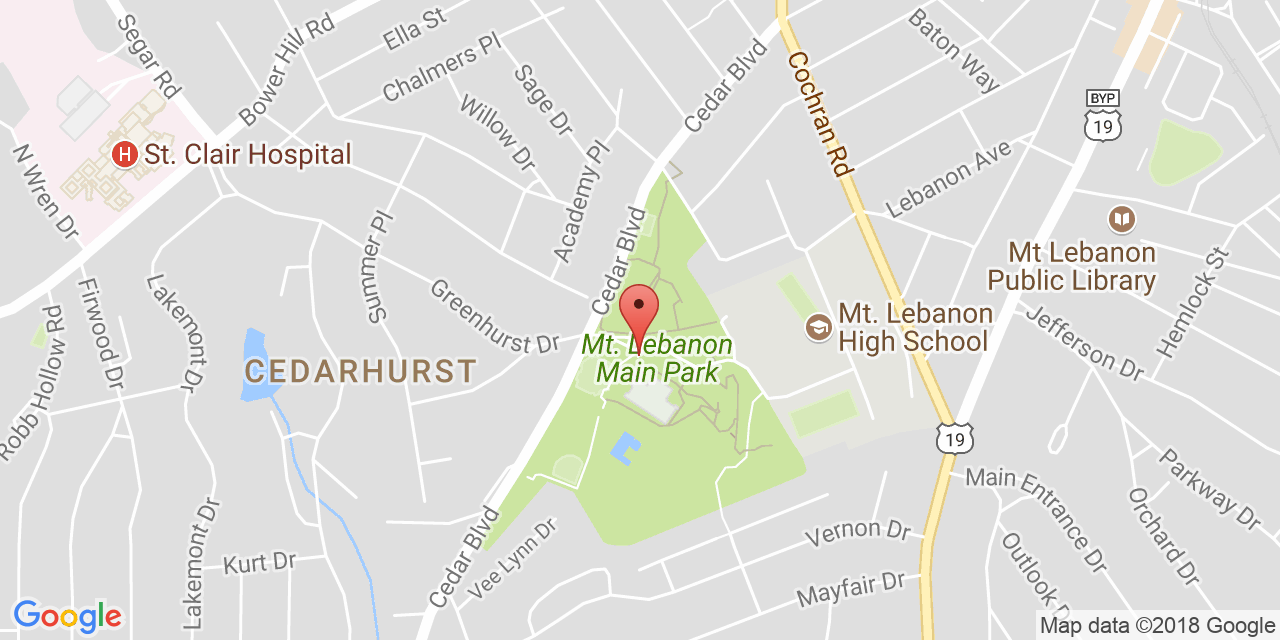 Segar Rd
Bower Hill Rd
Ella St
Chalmers Pl
Sage Dr
Willow Dr
Cedar Blvd
Cochran Rd
Baton Way
BYP
19
H
St. Clair Hospital
N Wren Dr
Academy Pl
Lebanon Ave
Summer Pl
Cedar Blvd
Mt Lebanon
Public Library
Hemlock St
Firwood Dr
Lakemont Dr
Greenhurst Dr
Mt. Lebanon
High School
Jefferson Dr
Robb Hollow Rd
CEDARHURST
Mt. Lebanon
Main Park
19
Main Entrance Dr
Parkway Dr
Orchard Dr
Lakemont Dr
Kurt Dr
Cedar Blvd
Vee Lynn Dr
Vernon Dr
Mayfair Dr
Outlook
Google
Map data ©2018 Google